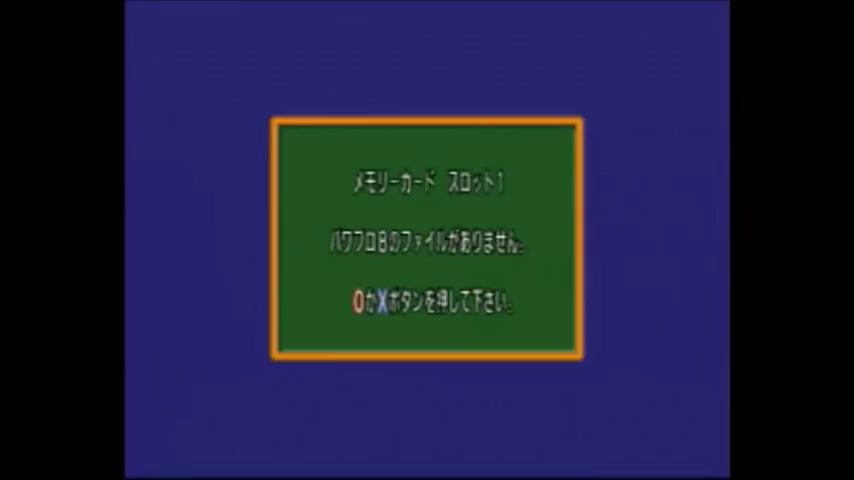 メモリーカード スロット1
パワプロ8のファイルがありません。
OかXボタンを押して下さい。